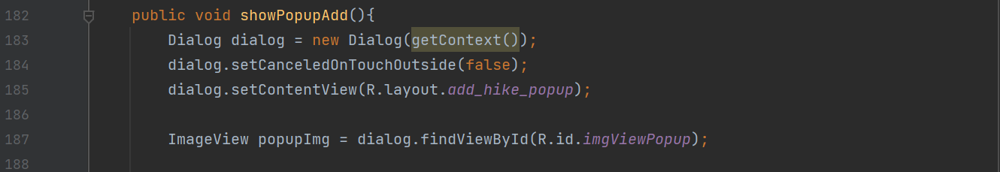 182 public void showPopupAdd(){
183 Dialog dialog = new Dialog(getContext());
184 dialog.setCanceledOnTouchOutside(false);
185 dialog.setContentView(R.layout.add_hike_popup);
186
187 ImageView popupImg = dialog.findViewById(R.id.imgViewPopup);
188